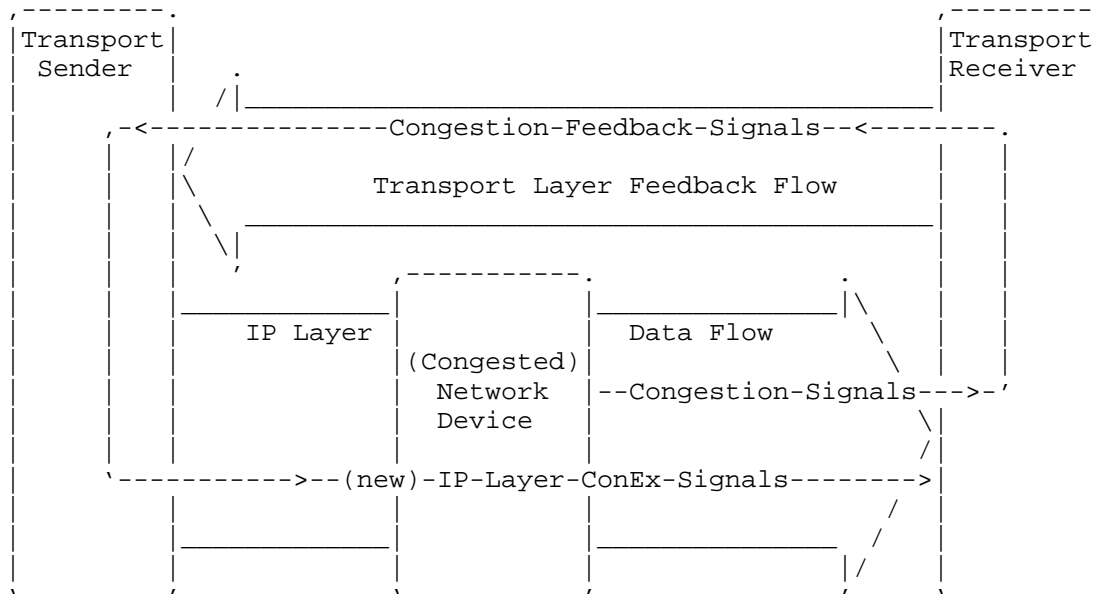 Transport Transport
Sender Receiver
Congestion-Feedback-Signals
Transport Layer Feedback Flow
IP Layer Data Flow
(Congested)
Network --Congestion-Signals--->-
Device
(new)-IP-Layer-ConEx-Signals